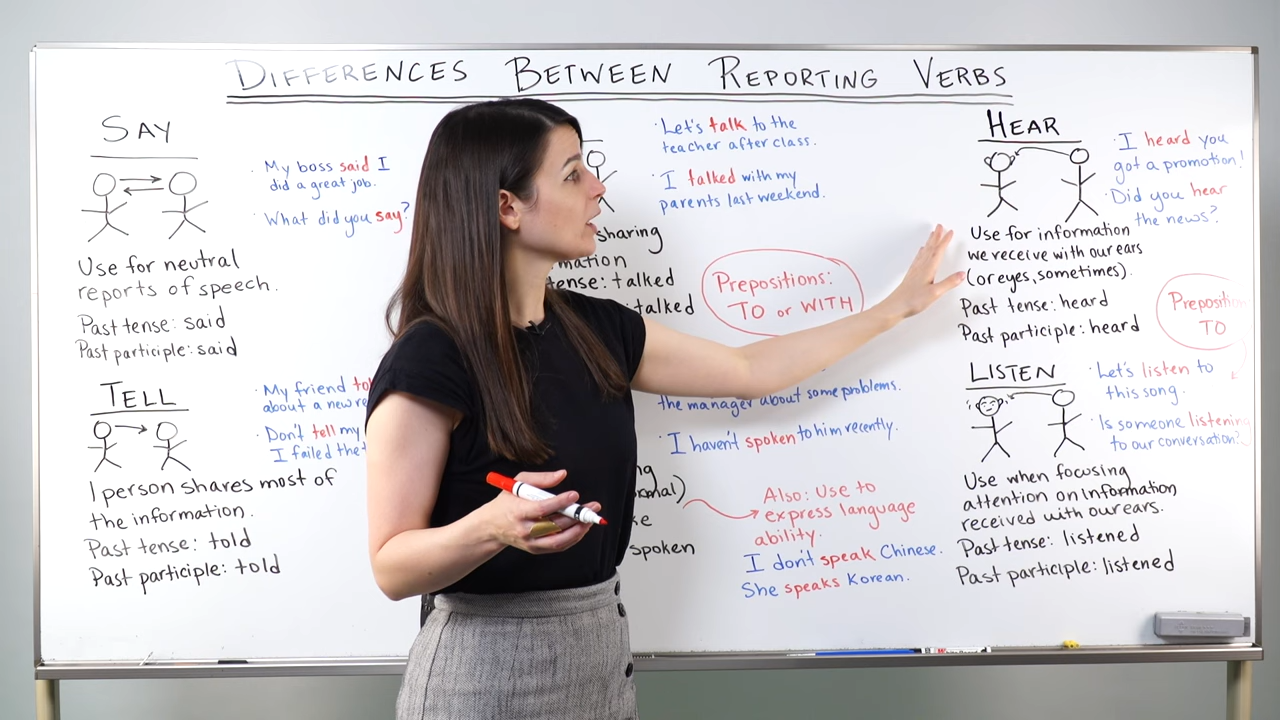 DIFFERENCES BETWEEN REPORTING VERBS
SAY
· My boss said I
did a great job.
· What did you say?
Use for neutral
reports of speech.
Past tense: said
Past participle: said
TELL
· My friend
about a new
· Don't tell my
I failed the
1 person shares most of
the information.
Past tense: told
Past participle: told
· Let's talk to the
teacher after class.
· I talked with my
parents last weekend.
sharing
talked
talked
Prepositions:
TO or WITH
the manager about some problems.
· I haven't spoken to him recently.
spoken
Also: Use to
express language
ability.
I don't speak Chinese.
She speaks Korean.
HEAR
· I heard you
got a promotion!
· Did you hear
the news?
Use for information
we receive with our ears
(or eyes, sometimes).
Past tense: heard
Past participle: heard
TO
LISTEN
· Let's listen to
this song.
· Is someone listening
to our conversation?
Use when focusing
attention on information
received with our ears.
Past tense: listened
Past participle: listened